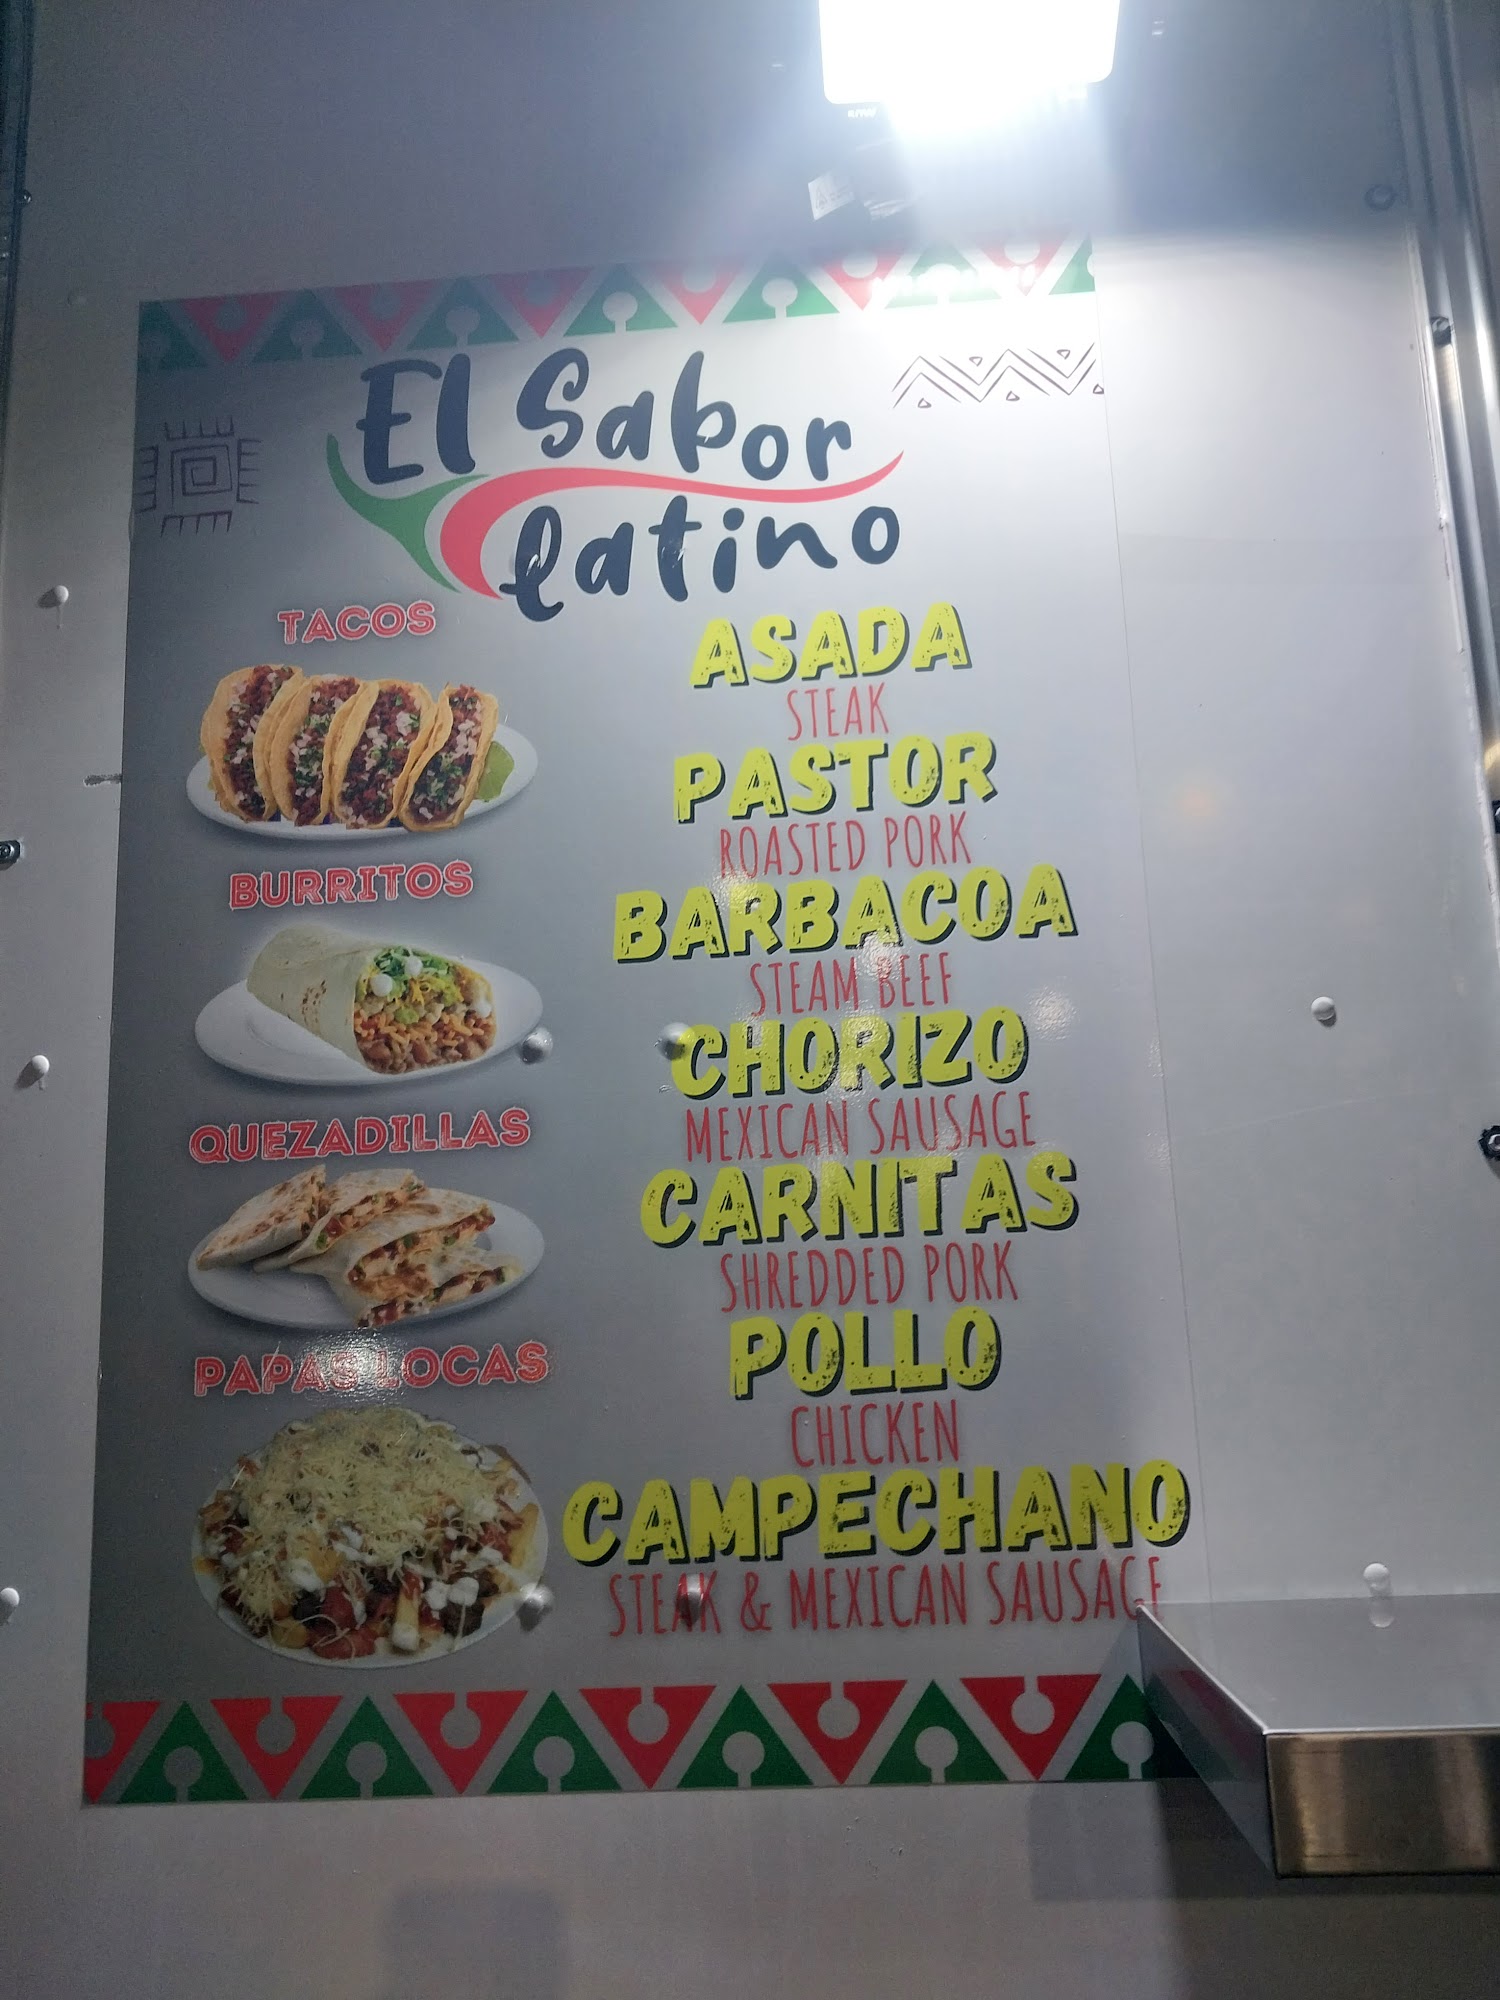 El Sabor
latino
TACOS
BURRITOS
QUEZADILLAS
PAPAS LOCAS
ASADA
STEAK
PASTOR
ROASTED PORK
BARBACOA
STEAM BEEF
CHORIZO
MEXICAN SAUSAGE
CARNITAS
SHREDDED PORK
POLLO
CHICKEN
CAMPECHANO
STEAK & MEXICAN SAUSAGE